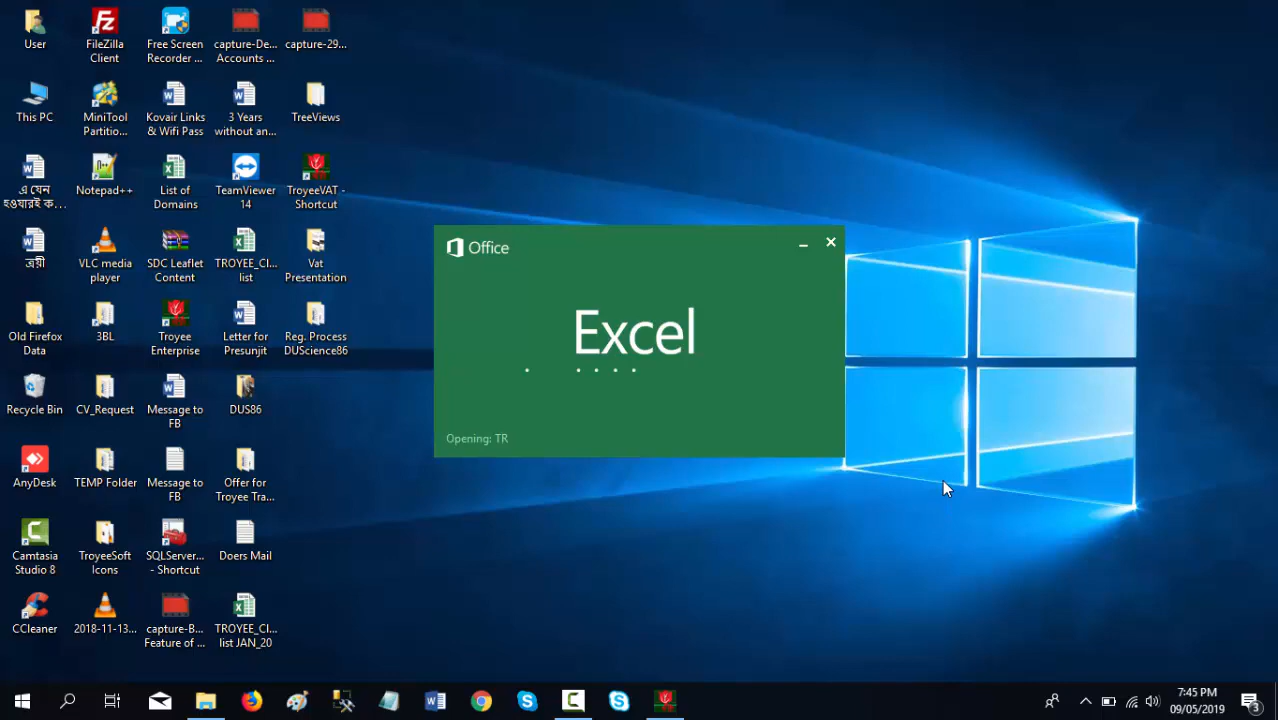 User
FileZilla
Client
Free Screen
Recorder ...
capture-De...
Accounts ...
capture-29...
This PC
MiniTool
Partitio...
Kovair Links
& Wifi Pass
3 Years
without an...
TreeViews
এ যেন
হওযারই ক...
Notepad++
List of
Domains
TeamViewer
14
TroyeeVAT -
Shortcut
ত্রয়ী
VLC media
player
SDC Leaflet
Content
TROYEE_Cl...
list
Vat
Presentation
Old Firefox
Data
3BL
Troyee
Enterprise
Letter for
Presunjit
Reg. Process
DUScience86
Recycle Bin
CV_Request
Message to
FB
DUS86
AnyDesk
TEMP Folder
Message to
FB
Offer for
Troyee Tra...
Camtasia
Studio 8
TroyeeSoft
Icons
SQLServer...
- Shortcut
Doers Mail
CCleaner
2018-11-13...
capture-B...
Feature of ...
TROYEE_Cl...
list JAN_20
Office
Excel
Opening: TR
7:45 PM
09/05/2019
3